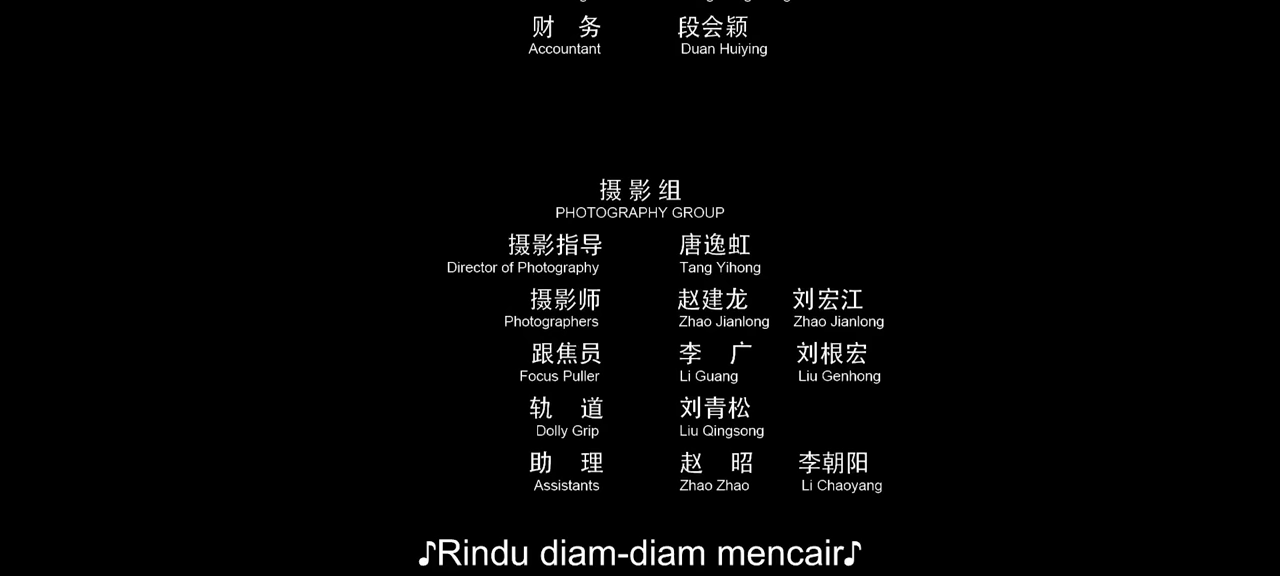 财 务 段会颖
Accountant Duan Huiying
摄影组
PHOTOGRAPHY GROUP
摄影指导 唐逸虹
Director of Photography Tang Yihong
摄影师 赵建龙 刘宏江
Photographers Zhao Jianlong Zhao Jianlong
跟焦员 李 广 刘根宏
Focus Puller Li Guang Liu Genhong
轨 道 刘青松
Dolly Grip Liu Qingsong
助 理 赵 昭 李朝阳
Assistants Zhao Zhao Li Chaoyang
♪Rindu diam-diam mencair♪